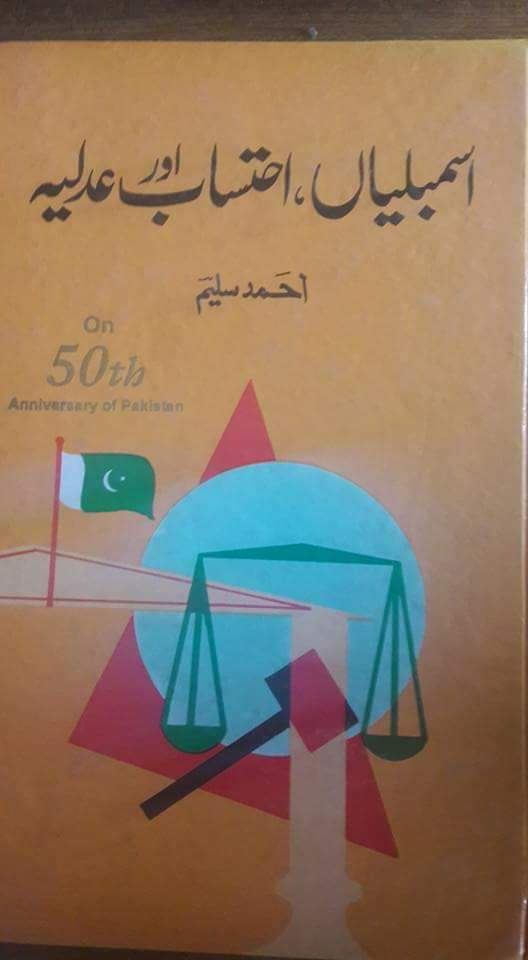 اسمبلیاں، احتساب اور عدلیہ
احمد سلیم
On
50th
Anniversary of Pakistan